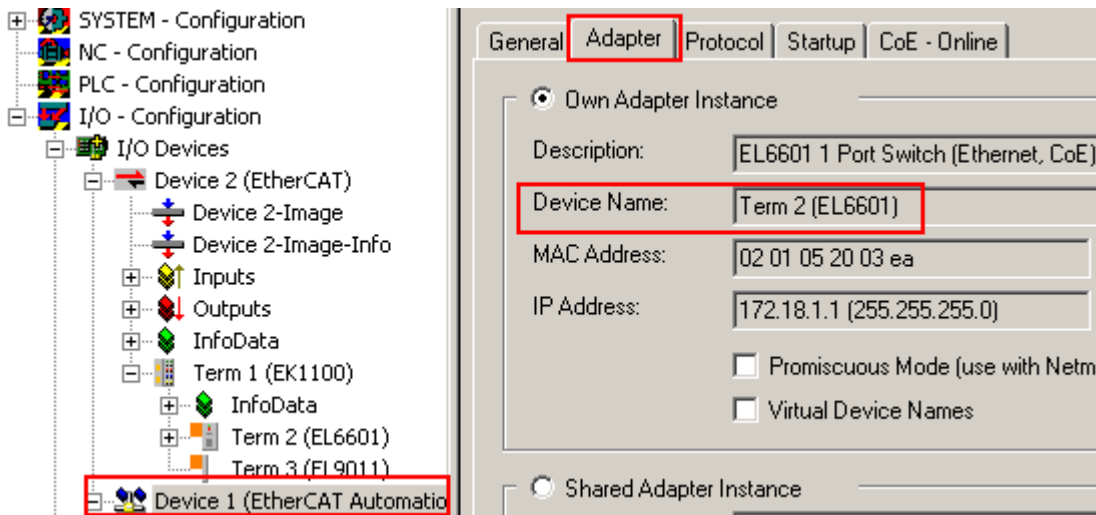 SYSTEM - Configuration
NC - Configuration
PLC - Configuration
I/O - Configuration
I/O Devices
Device 2 (EtherCAT)
Device 2-Image
Device 2-Image-Info
Inputs
Outputs
InfoData
Term 1 (EK1100)
InfoData
Term 2 (EL6601)
Term 3 (EL9011)
Device 1 (EtherCAT Automatio
General Adapter Protocol Startup CoE - Online
Own Adapter Instance
Description: EL6601 1 Port Switch (Ethernet, CoE)
Device Name: Term 2 (EL6601)
MAC Address: 02 01 05 20 03 ea
IP Address: 172.18.1.1 (255.255.255.0)
Promiscuous Mode (use with Netm
Virtual Device Names
Shared Adapter Instance